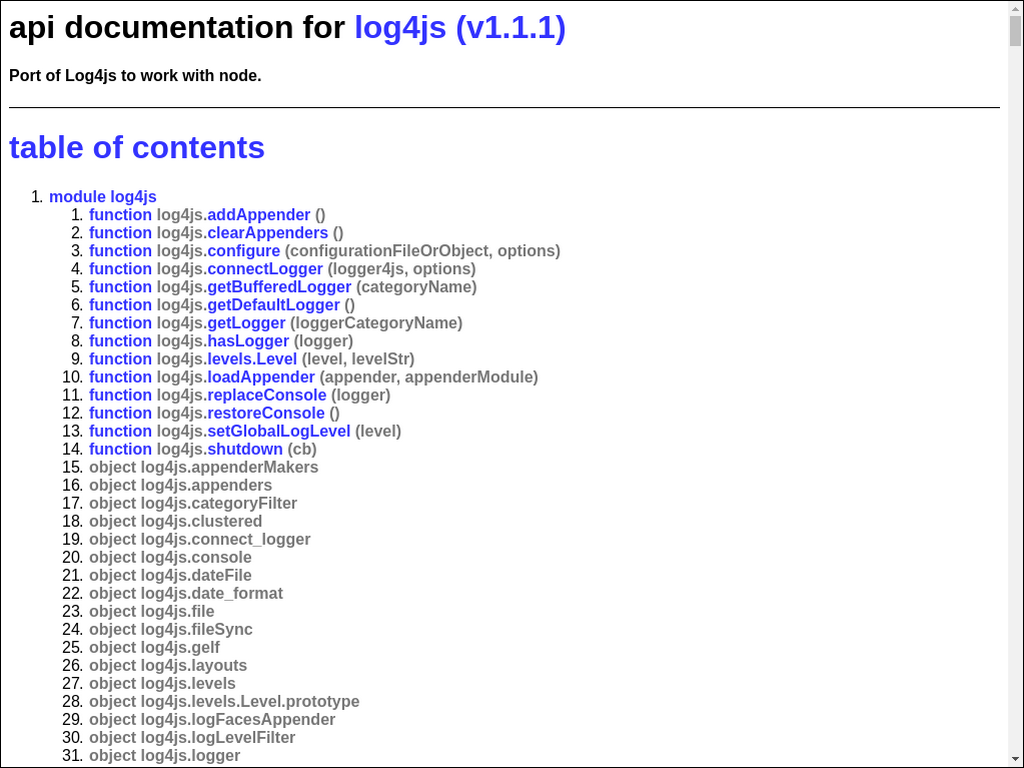 api documentation for log4js (v1.1.1)
Port of Log4js to work with node.
table of contents
1. module log4js
1. function log4js.addAppender ()
2. function log4js.clearAppenders ()
3. function log4js.configure (configurationFileOrObject, options)
4. function log4js.connectLogger (logger4js, options)
5. function log4js.getBufferedLogger (categoryName)
6. function log4js.getDefaultLogger ()
7. function log4js.getLogger (loggerCategoryName)
8. function log4js.hasLogger (logger)
9. function log4js.levels.Level (level, levelStr)
10. function log4js.loadAppender (appender, appenderModule)
11. function log4js.replaceConsole (logger)
12. function log4js.restoreConsole ()
13. function log4js.setGlobalLogLevel (level)
14. function log4js.shutdown (cb)
15. object log4js.appenderMakers
16. object log4js.appenders
17. object log4js.categoryFilter
18. object log4js.clustered
19. object log4js.connect_logger
20. object log4js.console
21. object log4js.dateFile
22. object log4js.date_format
23. object log4js.file
24. object log4js.fileSync
25. object log4js.gelf
26. object log4js.layouts
27. object log4js.levels
28. object log4js.levels.Level.prototype
29. object log4js.logFacesAppender
30. object log4js.logLevelFilter
31. object log4js.logger